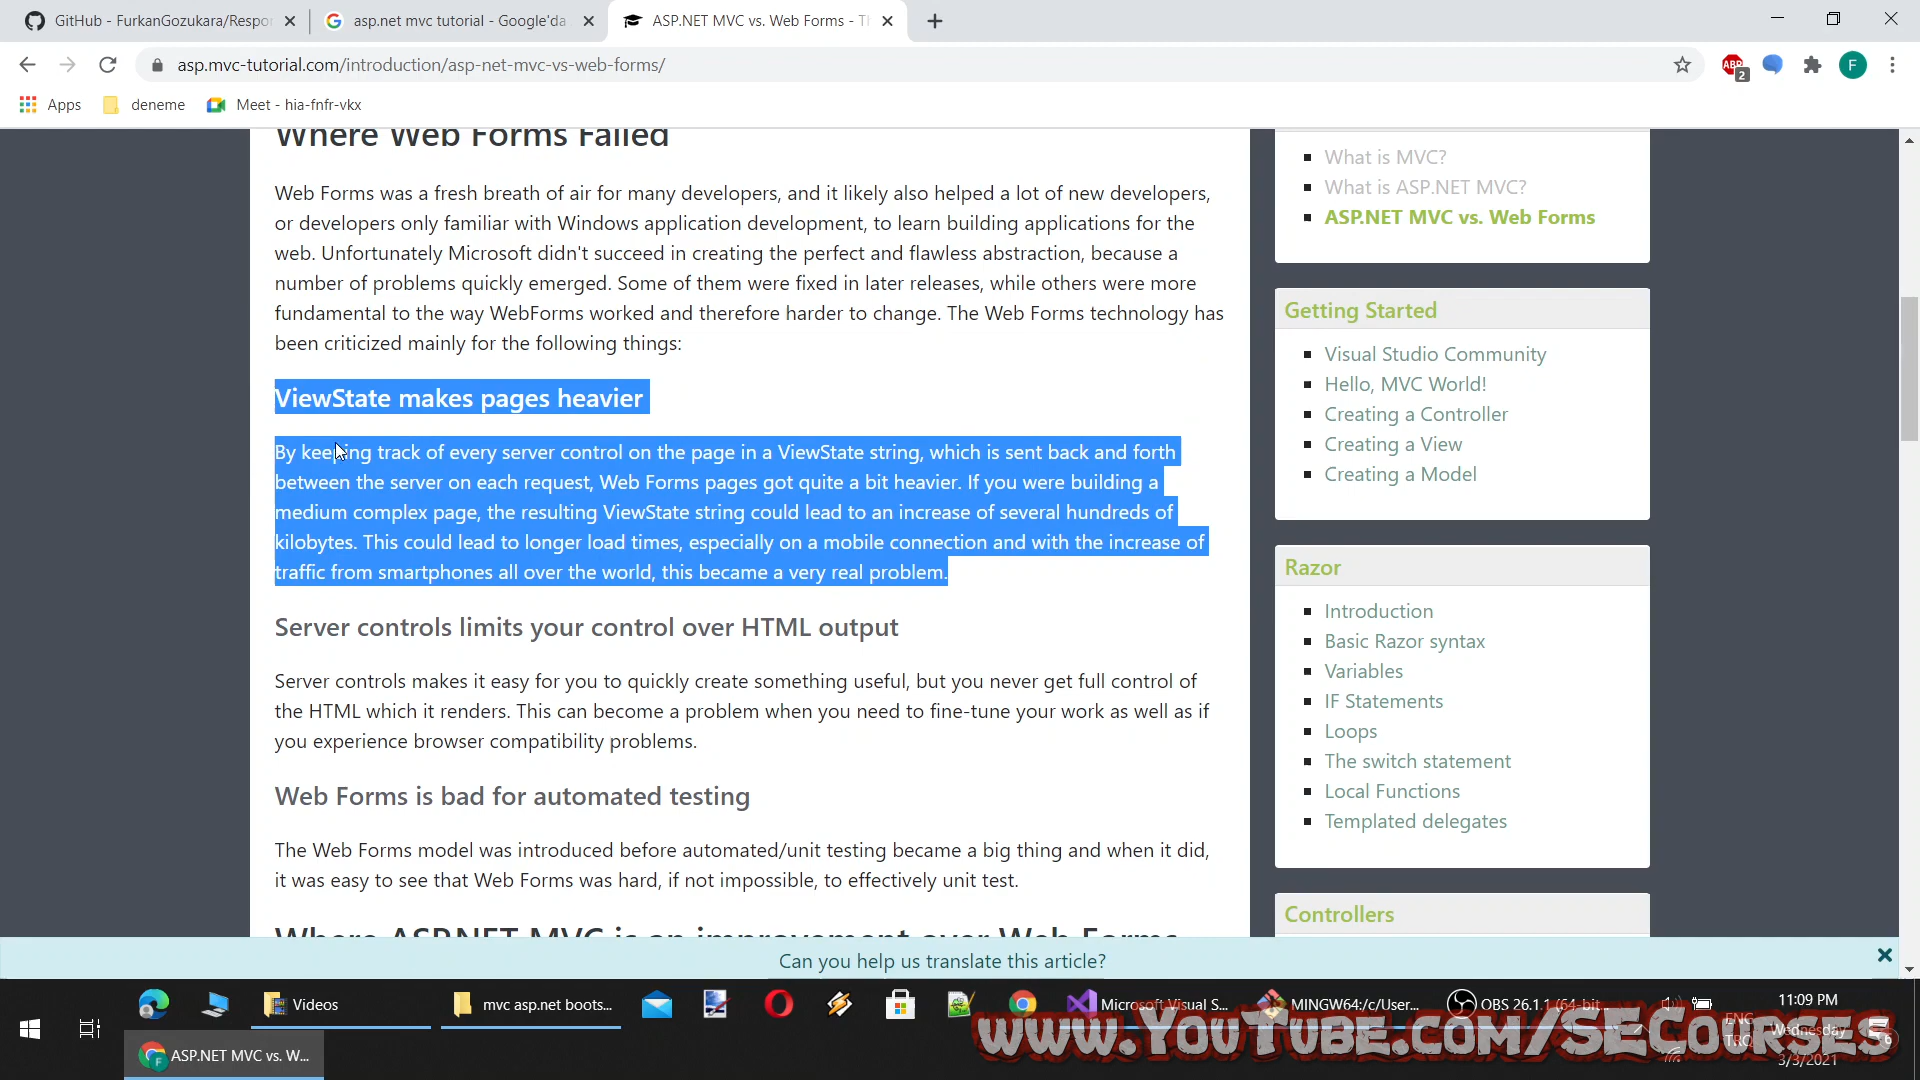 GitHub - FurkanGozukara/Respo
asp.net mvc tutorial - Google'da
ASP.NET MVC vs. Web Forms - T
asp.mvc-tutorial.com/introduction/asp-net-mvc-vs-web-forms/
ABP
2
F
Apps
deneme
Meet - hia-fnfr-vkx
Where Web Forms Failed
Web Forms was a fresh breath of air for many developers, and it likely also helped a lot of new developers,
or developers only familiar with Windows application development, to learn building applications for the
web. Unfortunately Microsoft didn't succeed in creating the perfect and flawless abstraction, because a
number of problems quickly emerged. Some of them were fixed in later releases, while others were more
fundamental to the way WebForms worked and therefore harder to change. The Web Forms technology has
been criticized mainly for the following things:
ViewState makes pages heavier
By keeping track of every server control on the page in a ViewState string, which is sent back and forth
between the server on each request, Web Forms pages got quite a bit heavier. If you were building a
medium complex page, the resulting ViewState string could lead to an increase of several hundreds of
kilobytes. This could lead to longer load times, especially on a mobile connection and with the increase of
traffic from smartphones all over the world, this became a very real problem.
Server controls limits your control over HTML output
Server controls makes it easy for you to quickly create something useful, but you never get full control of
the HTML which it renders. This can become a problem when you need to fine-tune your work as well as if
you experience browser compatibility problems.
Web Forms is bad for automated testing
The Web Forms model was introduced before automated/unit testing became a big thing and when it did,
it was easy to see that Web Forms was hard, if not impossible, to effectively unit test.
Where ASP.NET MVC is an improvement over Web Forms
What is MVC?
What is ASP.NET MVC?
ASP.NET MVC vs. Web Forms
Getting Started
Visual Studio Community
Hello, MVC World!
Creating a Controller
Creating a View
Creating a Model
Razor
Introduction
Basic Razor syntax
Variables
IF Statements
Loops
The switch statement
Local Functions
Templated delegates
Controllers
Can you help us translate this article?
Videos
mvc asp.net boots...
Microsoft Visual S...
MINGW64:/c/User...
OBS 26.1.1 (64-bit...
11:09 PM
ENG
Wednesday
TRQ
3/3/2021
6
F
ASP.NET MVC vs. W...
www.YouTube.com/SECourses